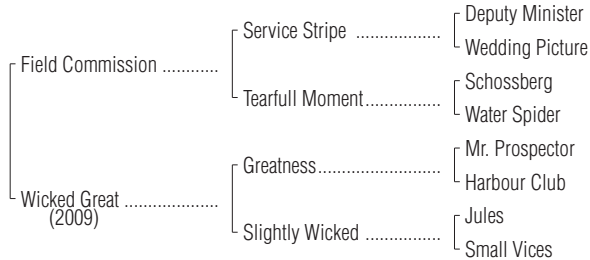 Deputy Minister
Service Stripe ..................
Wedding Picture
Field Commission ............
Schossberg
Tearfull Moment................
Water Spider
Mr. Prospector
Greatness..........................
Harbour Club
Wicked Great ....................
(2009)
Jules
Slightly Wicked ................
Small Vices